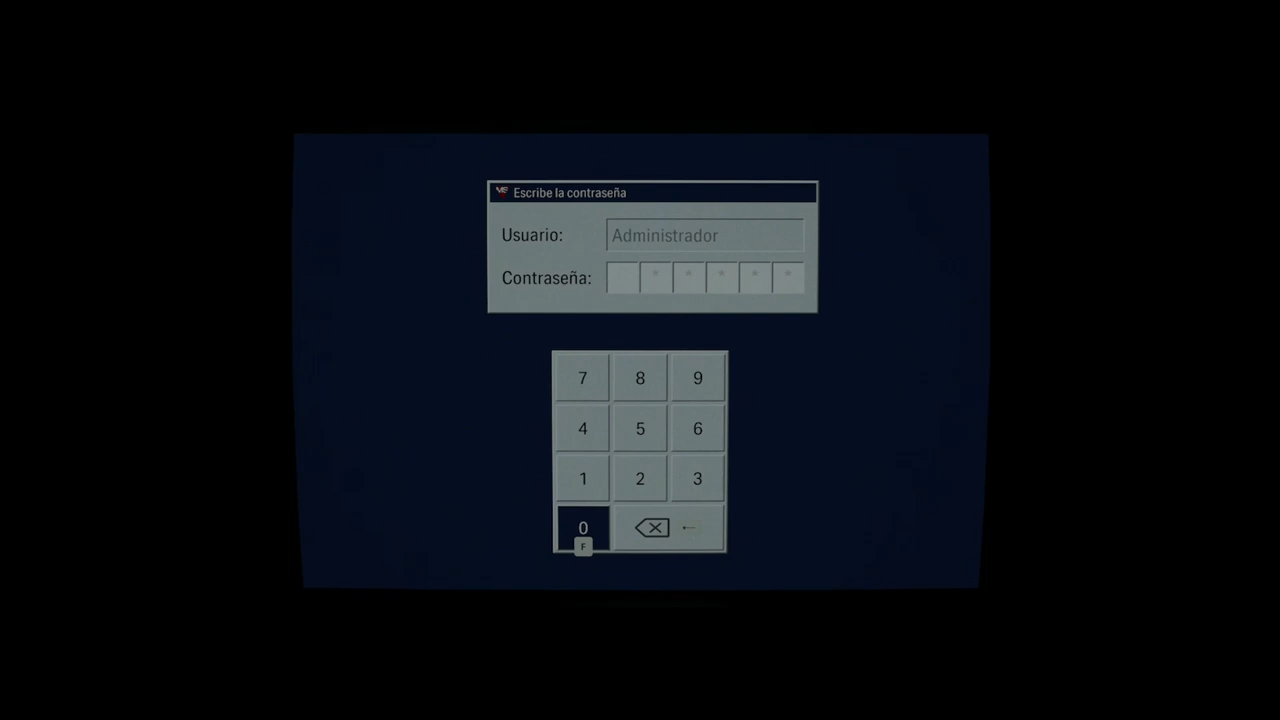 Escribe la contraseña
Usuario: Administrador
Contraseña: * * * * *
7 8 9
4 5 6
1 2 3
0 ←
F